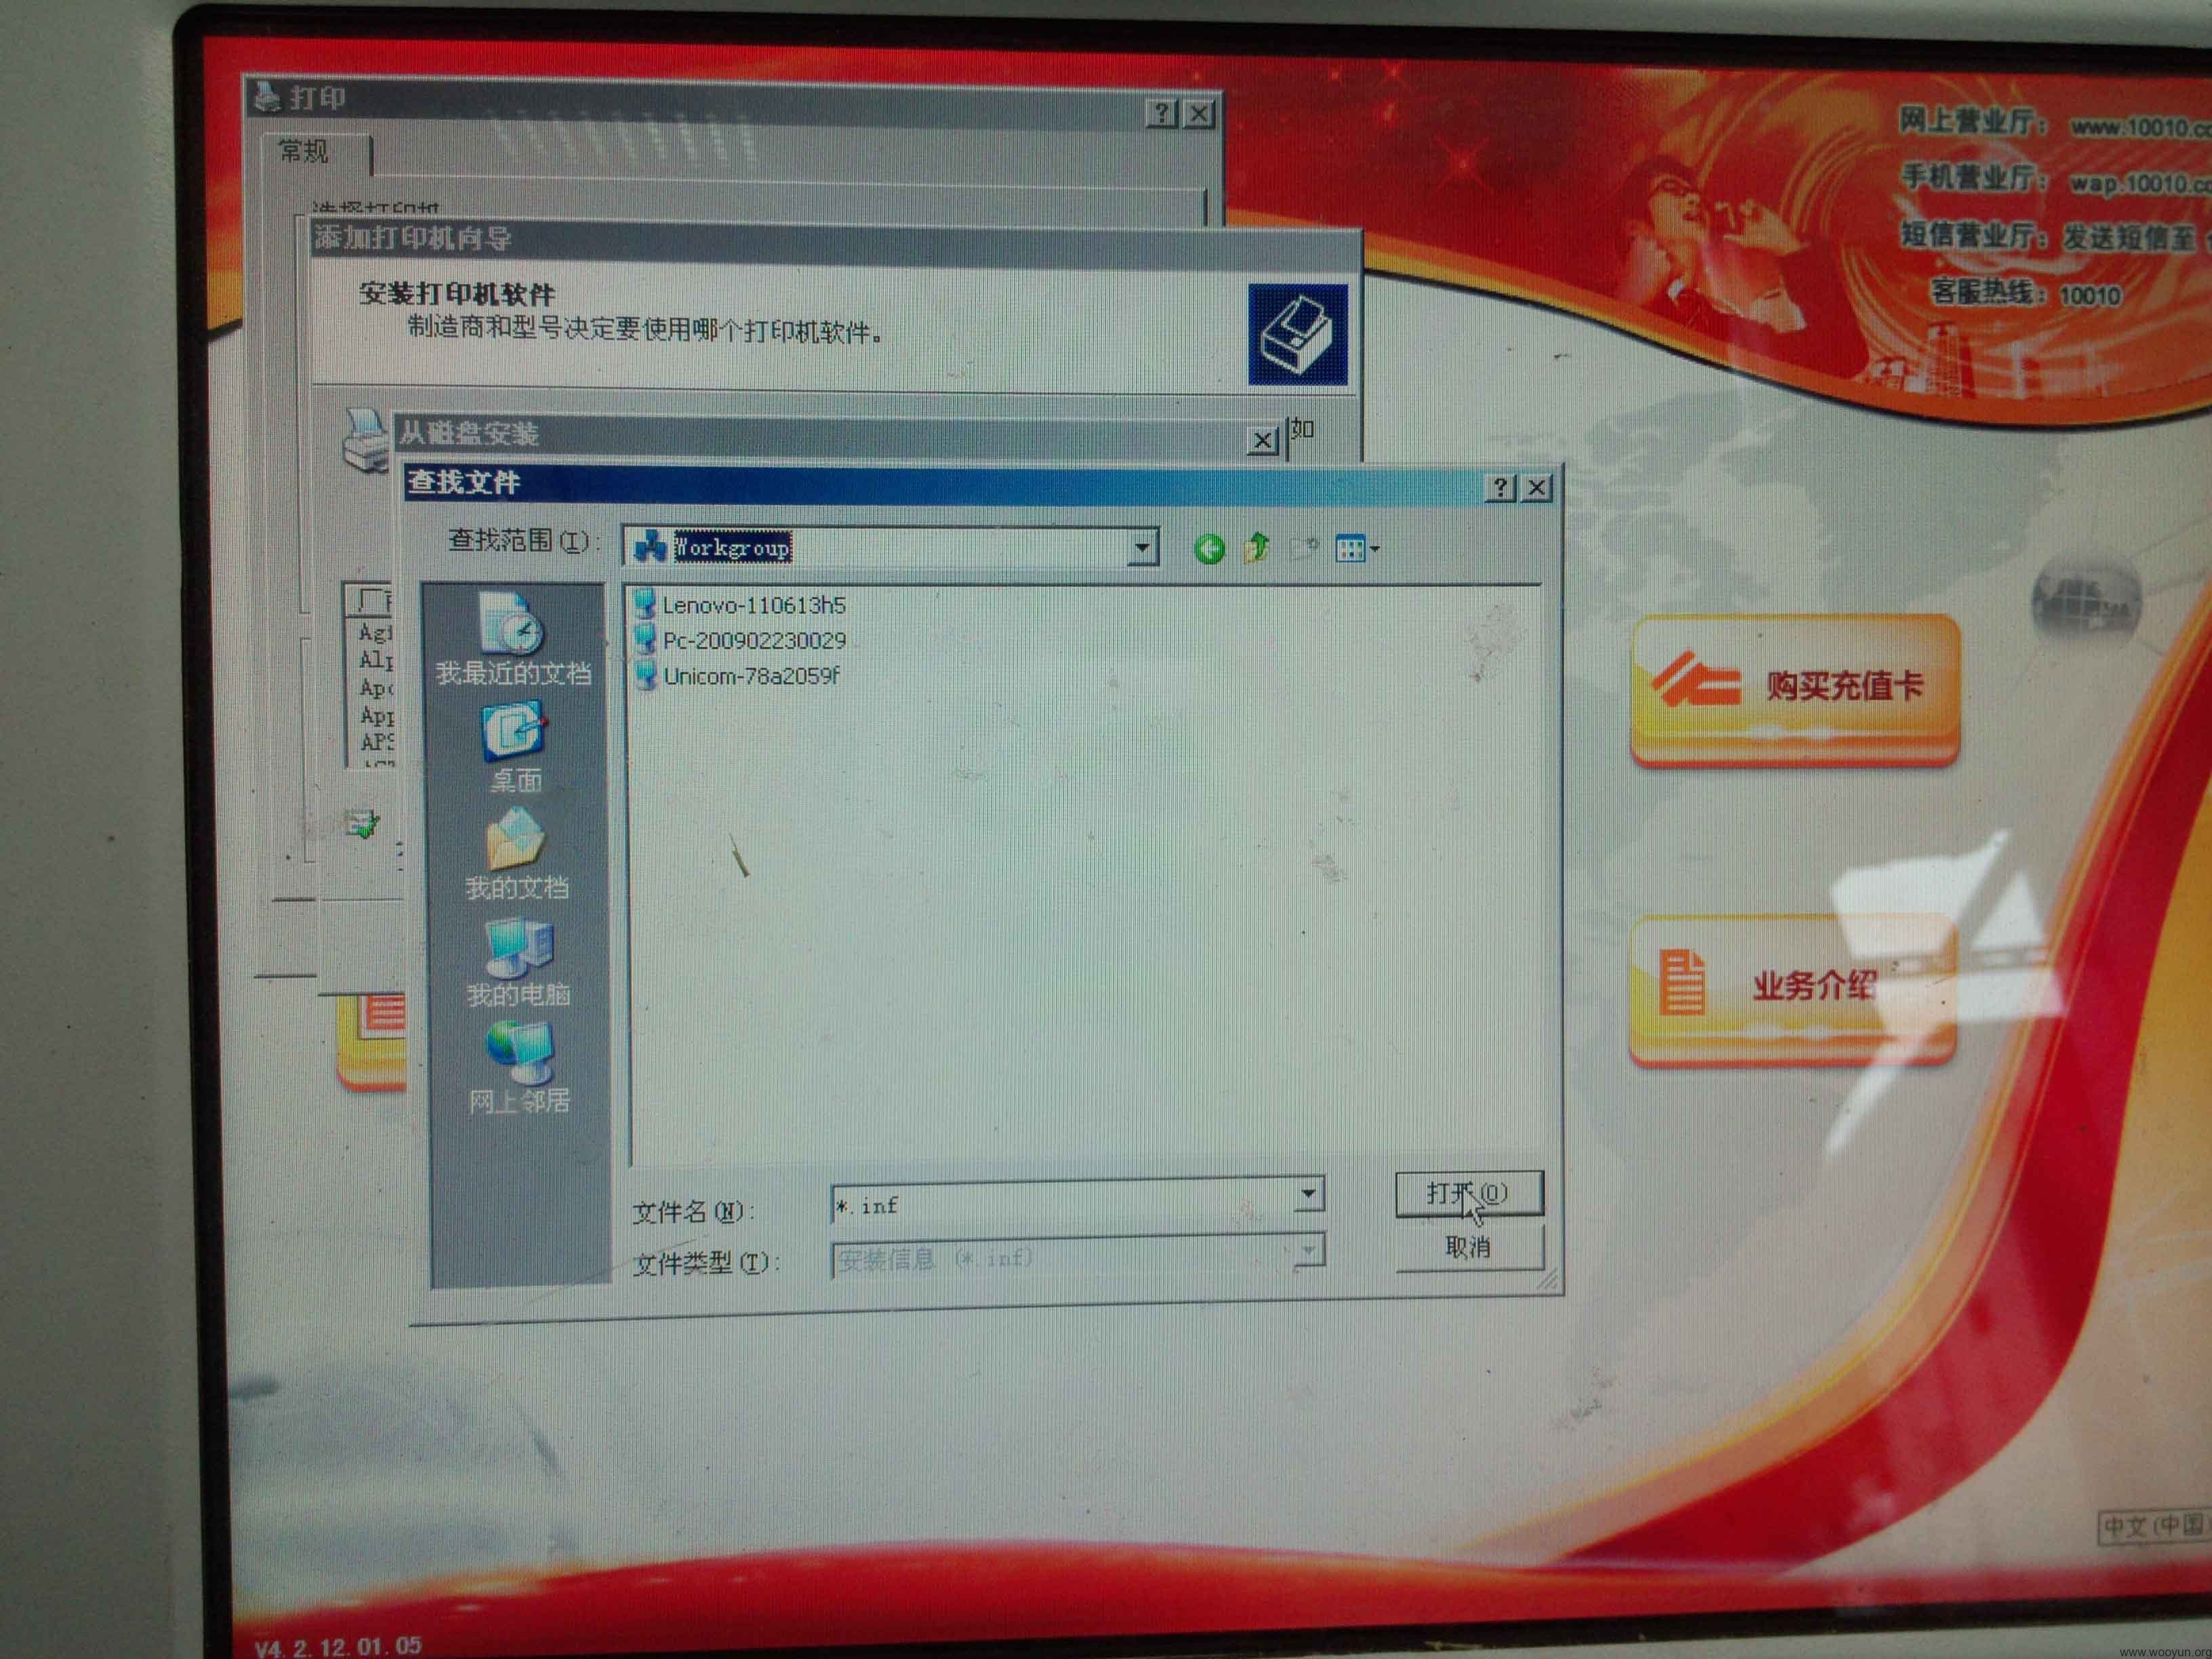 打印
常规
选择打印机
添加打印机向导
安装打印机软件
制造商和型号决定要使用哪个打印机软件。
从磁盘安装
如
查找文件
查找范围(I):
Workgroup
Lenovo-110613h5
Pc-200902230029
Unicom-78a2059f
我最近的文档
桌面
我的文档
我的电脑
网上邻居
文件名(N):
*.inf
打开(O)
文件类型(T):
安装信息 (*.inf)
取消
网上营业厅: www.10010.c
手机营业厅: wap.10010.c
短信营业厅: 发送短信至
客服热线: 10010
购买充值卡
业务介绍
中文(中国
V4.2.12.01.05
www.wooyun.org